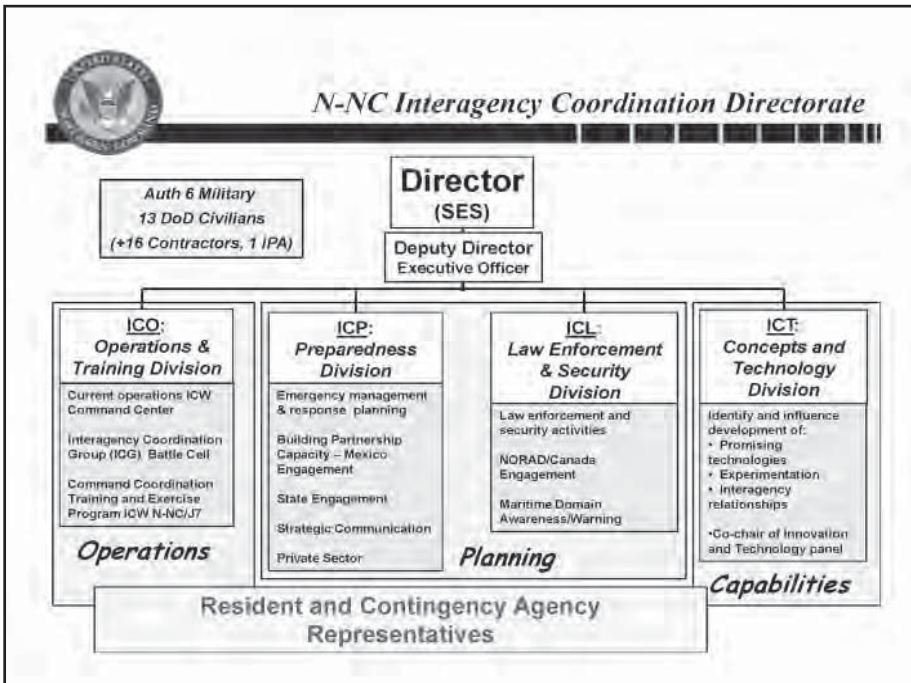 N-NC Interagency Coordination Directorate
Auth 6 Military
13 DoD Civilians
(+16 Contractors, 1 IPA)
Director
(SES)
Deputy Director
Executive Officer
ICO:
Operations &
Training Division
Current operations ICW
Command Center
Interagency Coordination
Group (ICG) Battle Cell
Command Coordination
Training and Exercise
Program ICW N-NC/J7
Operations
ICP:
Preparedness
Division
Emergency management
& response planning
Building Partnership
Capacity – Mexico
Engagement
State Engagement
Strategic Communication
Private Sector
ICL:
Law Enforcement
& Security
Division
Law enforcement and
security activities
NORAD/Canada
Engagement
Maritime Domain
Awareness/Warning
Planning
ICT:
Concepts and
Technology
Division
Identify and influence
development of:
• Promising
technologies
• Experimentation
• Interagency
relationships
•Co-chair of Innovation
and Technology panel
Capabilities
Resident and Contingency Agency
Representatives